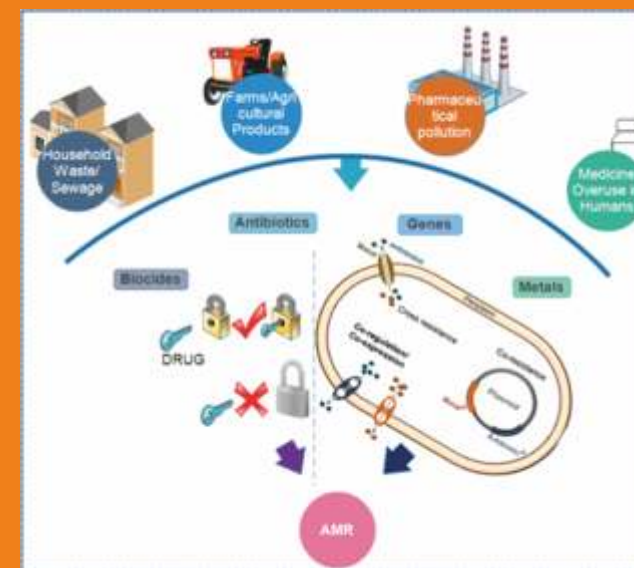 Household
Waste/
Sewage
Farms/Agri
cultural
Products
Pharmaceu
tical
pollution
Medicine
Overuse i
Humans
Antibiotics
Genes
Biocides
Metals
DRUG
Cross resistance
Co-regulation/
Co-expression
Co-resistance
Plasmid
AMR